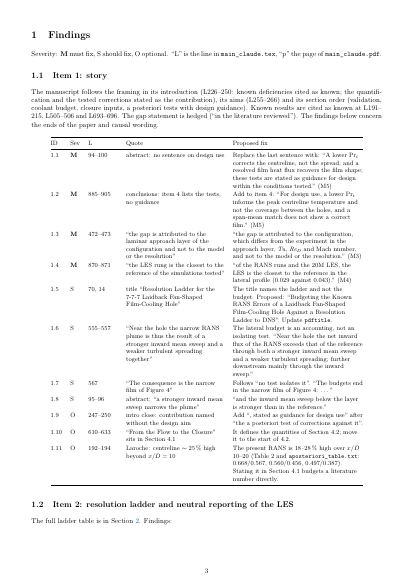 1 Findings
Severity: M must fix, S should fix, O optional. "L" is the line in main_claude.tex, "p" the page of main_claude.pdf.
1.1 Item 1: story
The manuscript follows the framing in its introduction (L226–250: known deficiencies cited as known; the quantifi-
cation and the tested corrections stated as the contribution), its aims (L255–266) and its section order (validation,
coolant budget, closure inputs, a posteriori tests with design guidance). Known results are cited as known at L191–
215, L505–506 and L693–696. The gap statement is hedged ("in the literature reviewed"). The findings below concern
the ends of the paper and causal wording.
ID Sev L Quote Proposed fix
1.1 M 94–100 abstract: no sentence on design use Replace the last sentence with: "A lower Pr_t
corrects the centreline, not the spread, and a
resolved film heat flux recovers the film shape;
these tests are stated as guidance for design
within the conditions tested." (M5)
1.2 M 885–905 conclusions: item 4 lists the tests, Add to item 4: "For design use, a lower Pr_t
no guidance informs the peak centreline temperature and
not the coverage between the holes, and a
span-mean match does not show a correct
film." (M5)
1.3 M 472–473 "the gap is attributed to the "the gap is attributed to the configuration,
laminar approach layer of the which differs from the experiment in the
configuration and not to the model approach layer, Tu, and Mach number,
or the resolution" and not to the model or the resolution." (M3)
1.4 M 870–871 "the LES rung is the closest to the "of the RANS runs and the 20M LES, the
reference of the simulations tested" LES is the closest to the reference in the
lateral profile (0.029 against 0.043)." (M4)
1.5 S 70, 14 title "Resolution Ladder for the The title names the ladder and not the
7-7-7 Laidback Fan-Shaped budget. Proposed: "Budgeting the Known
Film-Cooling Hole" RANS Errors of a Laidback Fan-Shaped
Film-Cooling Hole Against a Resolution
Ladder to DNS". Update pdftitle.
1.6 S 555–557 "Near the hole the narrow RANS The lateral budget is an accounting, not an
plume is thus the result of a isolating test. "Near the hole the net inward
stronger inward mean sweep and a flux of the RANS exceeds that of the reference
weaker turbulent spreading through both a stronger inward mean sweep
together" and a weaker turbulent spreading; further
downstream mainly through the inward
sweep."
1.7 S 567 "The consequence is the narrow Follows "no test isolates it". "The budgets end
film of Figure 4" in the narrow film of Figure 4: . . . "
1.8 S 95–96 abstract: "a stronger inward mean "and the inward mean sweep below the layer
sweep narrows the plume" is stronger than in the reference."
1.9 O 247–250 intro close: contribution named Add ", stated as guidance for design use" after
without the design aim "the a posteriori test of corrections against it".
1.10 O 610–633 "From the Flow to the Closure" It defines the quantities of Section 4.2; move
sits in Section 4.1 it to the start of 4.2.
1.11 O 192–194 Laroche: centreline ~ 25 % high The present RANS is 18–28 % high over x/D
beyond x/D = 10 10–20 (Table 2 and aposteriori_table.txt:
0.668/0.567, 0.560/0.456, 0.497/0.387).
Stating it in Section 4.1 budgets a literature
number directly.
1.2 Item 2: resolution ladder and neutral reporting of the LES
The full ladder table is in Section 2. Findings:
3